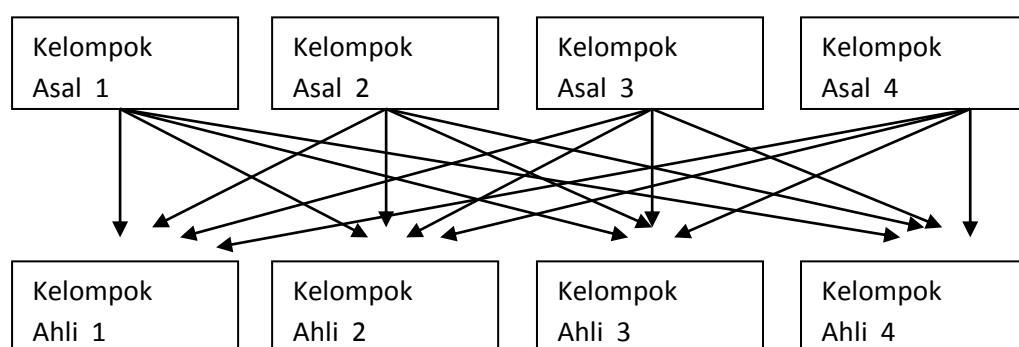 Kelompok
Asal 1
Kelompok
Asal 2
Kelompok
Asal 3
Kelompok
Asal 4
Kelompok
Ahli 1
Kelompok
Ahli 2
Kelompok
Ahli 3
Kelompok
Ahli 4